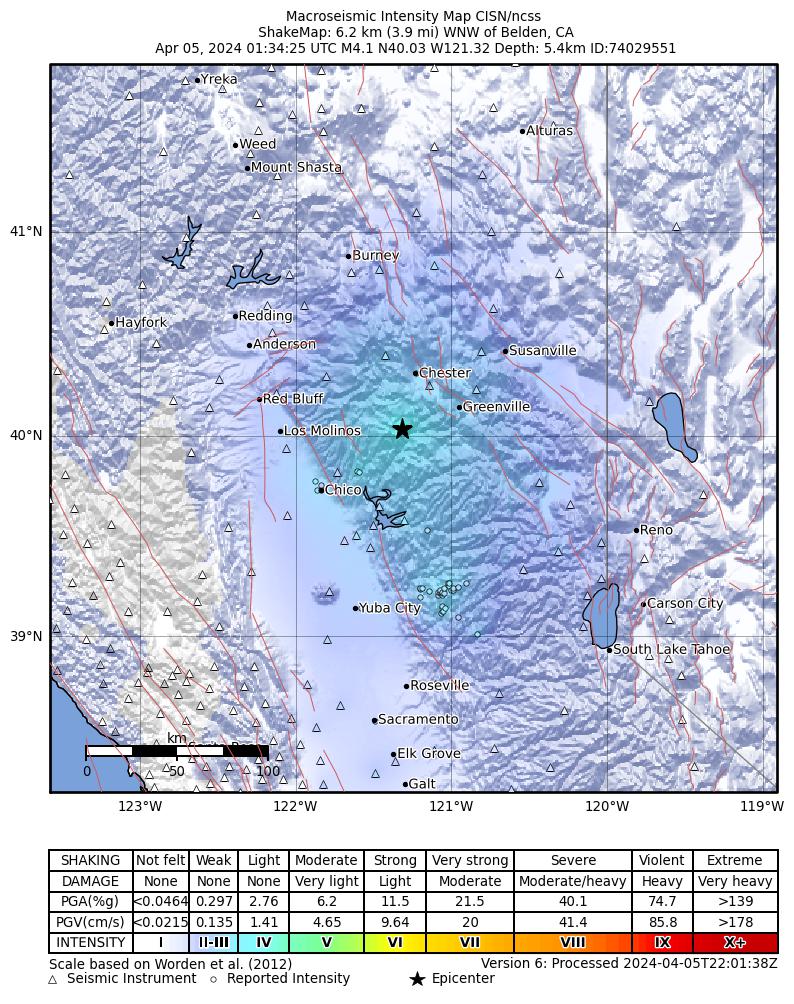 Macroseismic Intensity Map CISN/ncss
ShakeMap: 6.2 km (3.9 mi) WNW of Belden, CA
Apr 05, 2024 01:34:25 UTC M4.1 N40.03 W121.32 Depth: 5.4km ID:74029551
Yreka
Alturas
Weed
Mount Shasta
41°N
Burney
Hayfork
Redding
Anderson
Susanville
Chester
Red Bluff
Greenville
40°N
Los Molinos
Chico
Reno
Yuba City
Carson City
39°N
South Lake Tahoe
Roseville
Sacramento
km
Elk Grove
0 50 100
Galt
123°W 122°W 121°W 120°W 119°W
SHAKING Not felt Weak Light Moderate Strong Very strong Severe Violent Extreme
DAMAGE None None None Very light Light Moderate Moderate/heavy Heavy Very heavy
PGA(%g) <0.0464 0.297 2.76 6.2 11.5 21.5 40.1 74.7 >139
PGV(cm/s) <0.0215 0.135 1.41 4.65 9.64 20 41.4 85.8 >178
INTENSITY I II-III IV V VI VII VIII IX X+
Scale based on Worden et al. (2012) Version 6: Processed 2024-04-05T22:01:38Z
△ Seismic Instrument ○ Reported Intensity ★ Epicenter